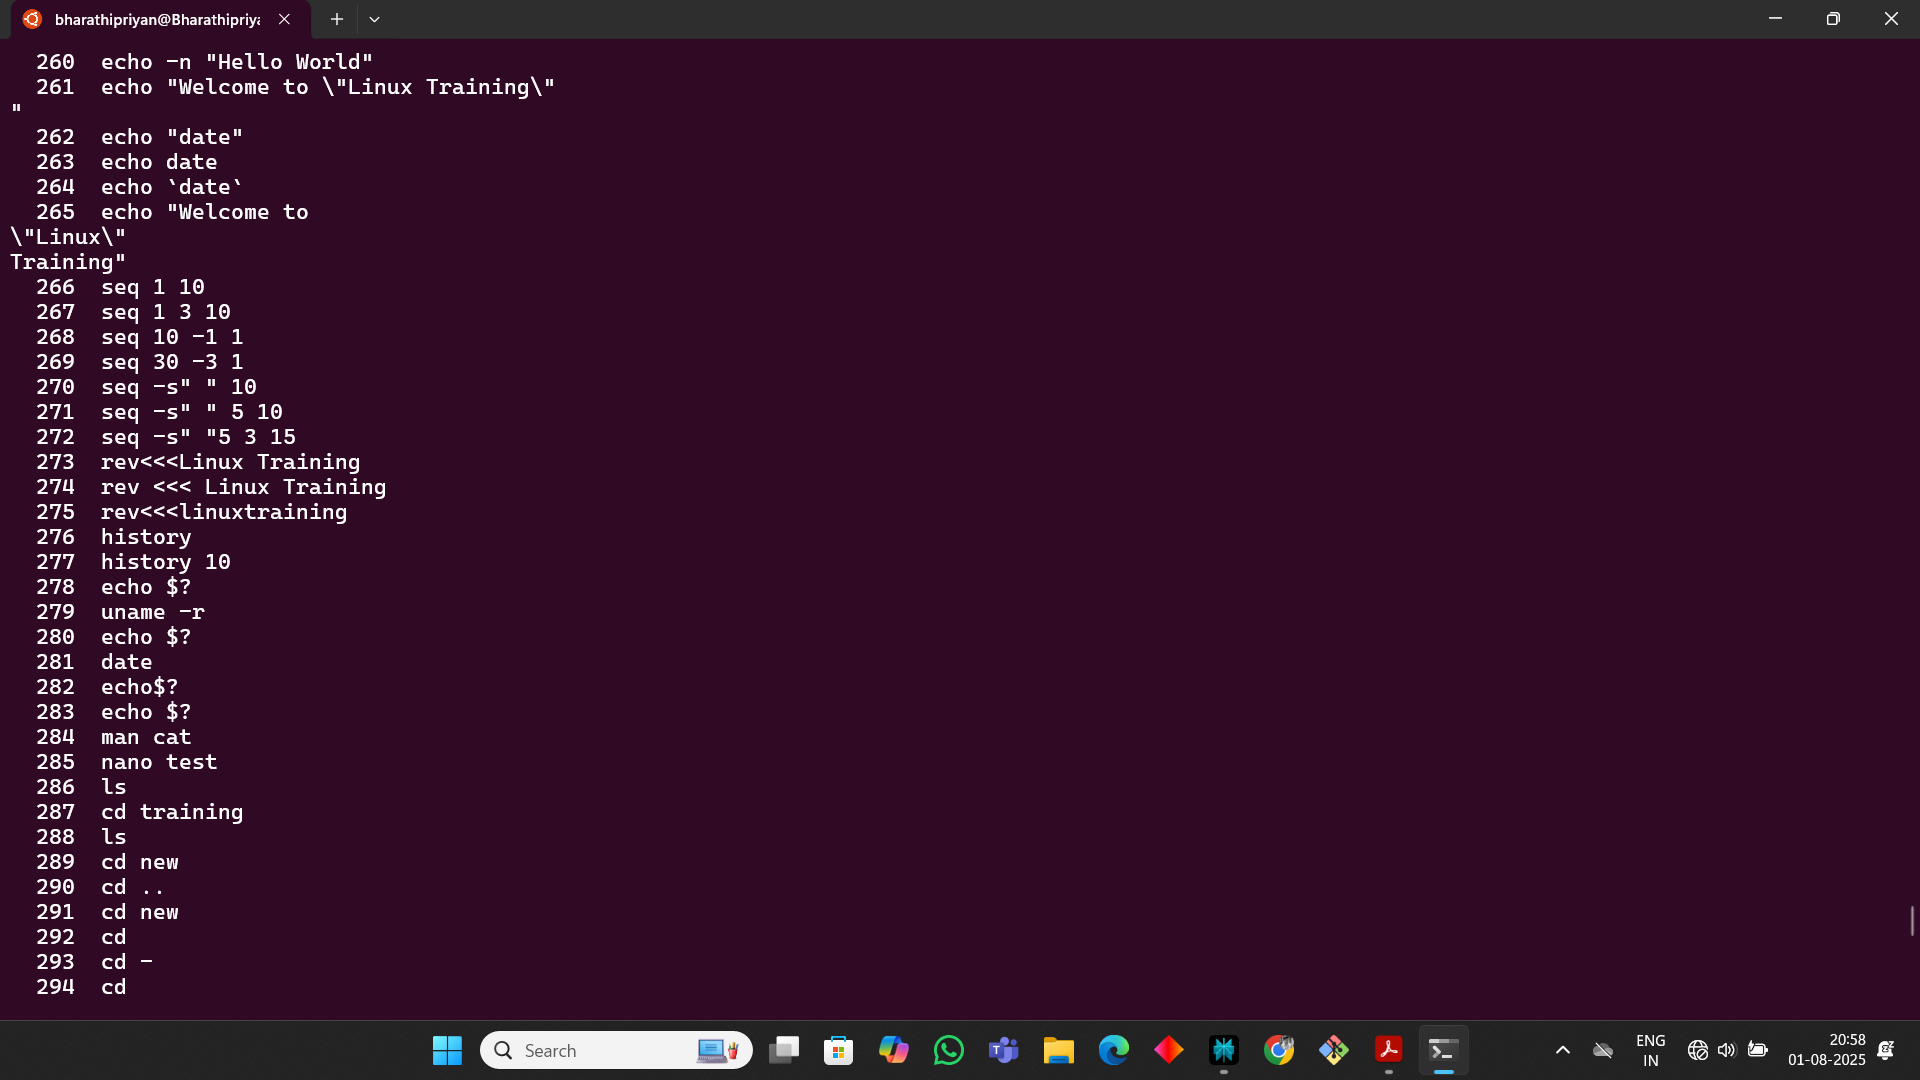 bharathipriyan@Bharathipriya
260  echo -n "Hello World"
261  echo "Welcome to \"Linux Training\"
"
262  echo "date"
263  echo date
264  echo `date`
265  echo "Welcome to
\"Linux\"
Training"
266  seq 1 10
267  seq 1 3 10
268  seq 10 -1 1
269  seq 30 -3 1
270  seq -s" " 10
271  seq -s" " 5 10
272  seq -s" "5 3 15
273  rev<<<Linux Training
274  rev <<< Linux Training
275  rev<<<linuxtraining
276  history
277  history 10
278  echo $?
279  uname -r
280  echo $?
281  date
282  echo$?
283  echo $?
284  man cat
285  nano test
286  ls
287  cd training
288  ls
289  cd new
290  cd ..
291  cd new
292  cd
293  cd -
294  cd
Search
ENG
IN
20:58
01-08-2025